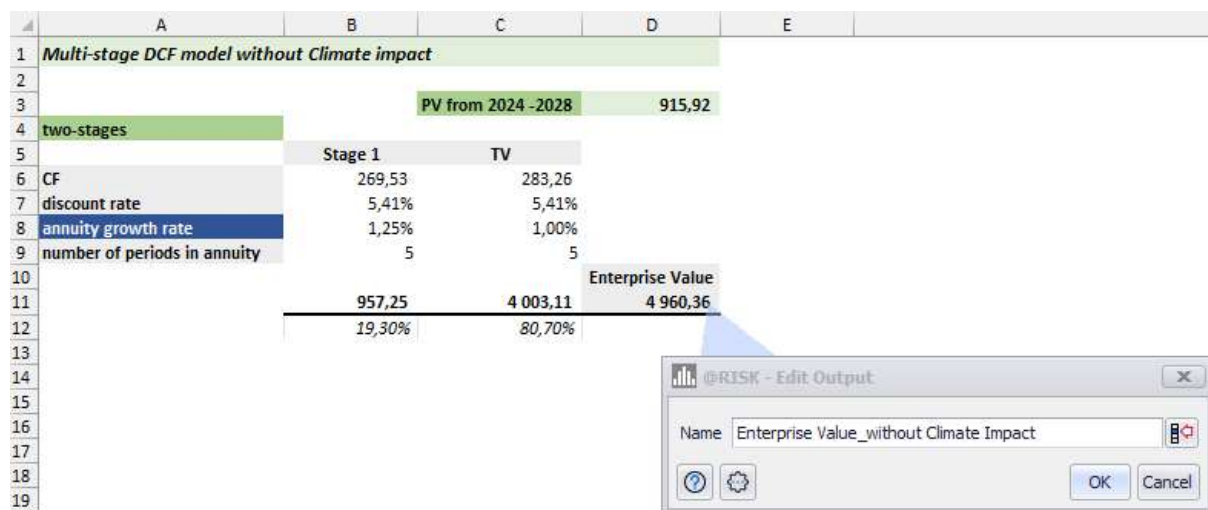 A B C D E
1 Multi-stage DCF model without Climate impact
2
3 PV from 2024 -2028 915,92
4 two-stages
5 Stage 1 TV
6 CF 269,53 283,26
7 discount rate 5,41% 5,41%
8 annuity growth rate 1,25% 1,00%
9 number of periods in annuity 5 5
10 Enterprise Value
11 957,25 4 003,11 4 960,36
12 19,30% 80,70%
13
14 @RISK - Edit Output
15
16 Name Enterprise Value_without Climate Impact
17
18 OK Cancel
19